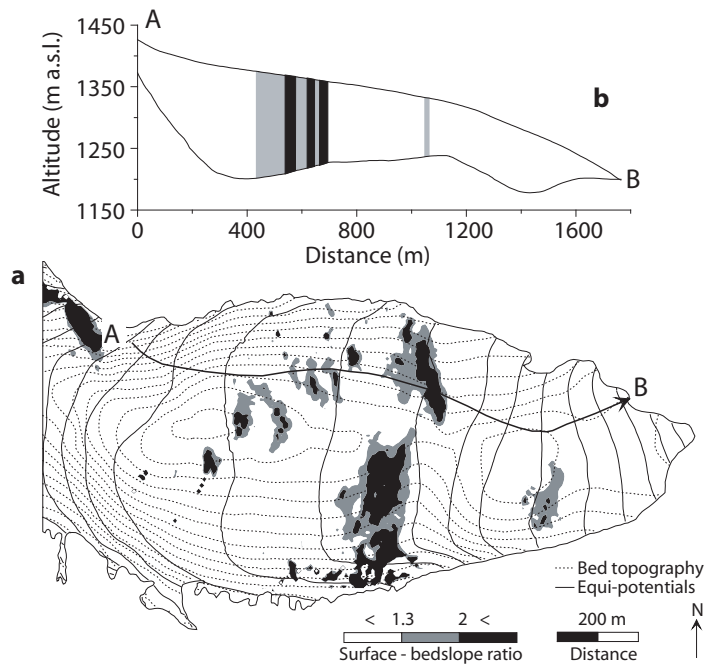 1450
A
1350
b
1250
B
1150
Altitude (m a.s.l.)
0 400 800 1200 1600
Distance (m)
a
A
B
Bed topography
Equi-potentials
< 1.3 2 <
200 m
N
Surface - bedslope ratio
Distance